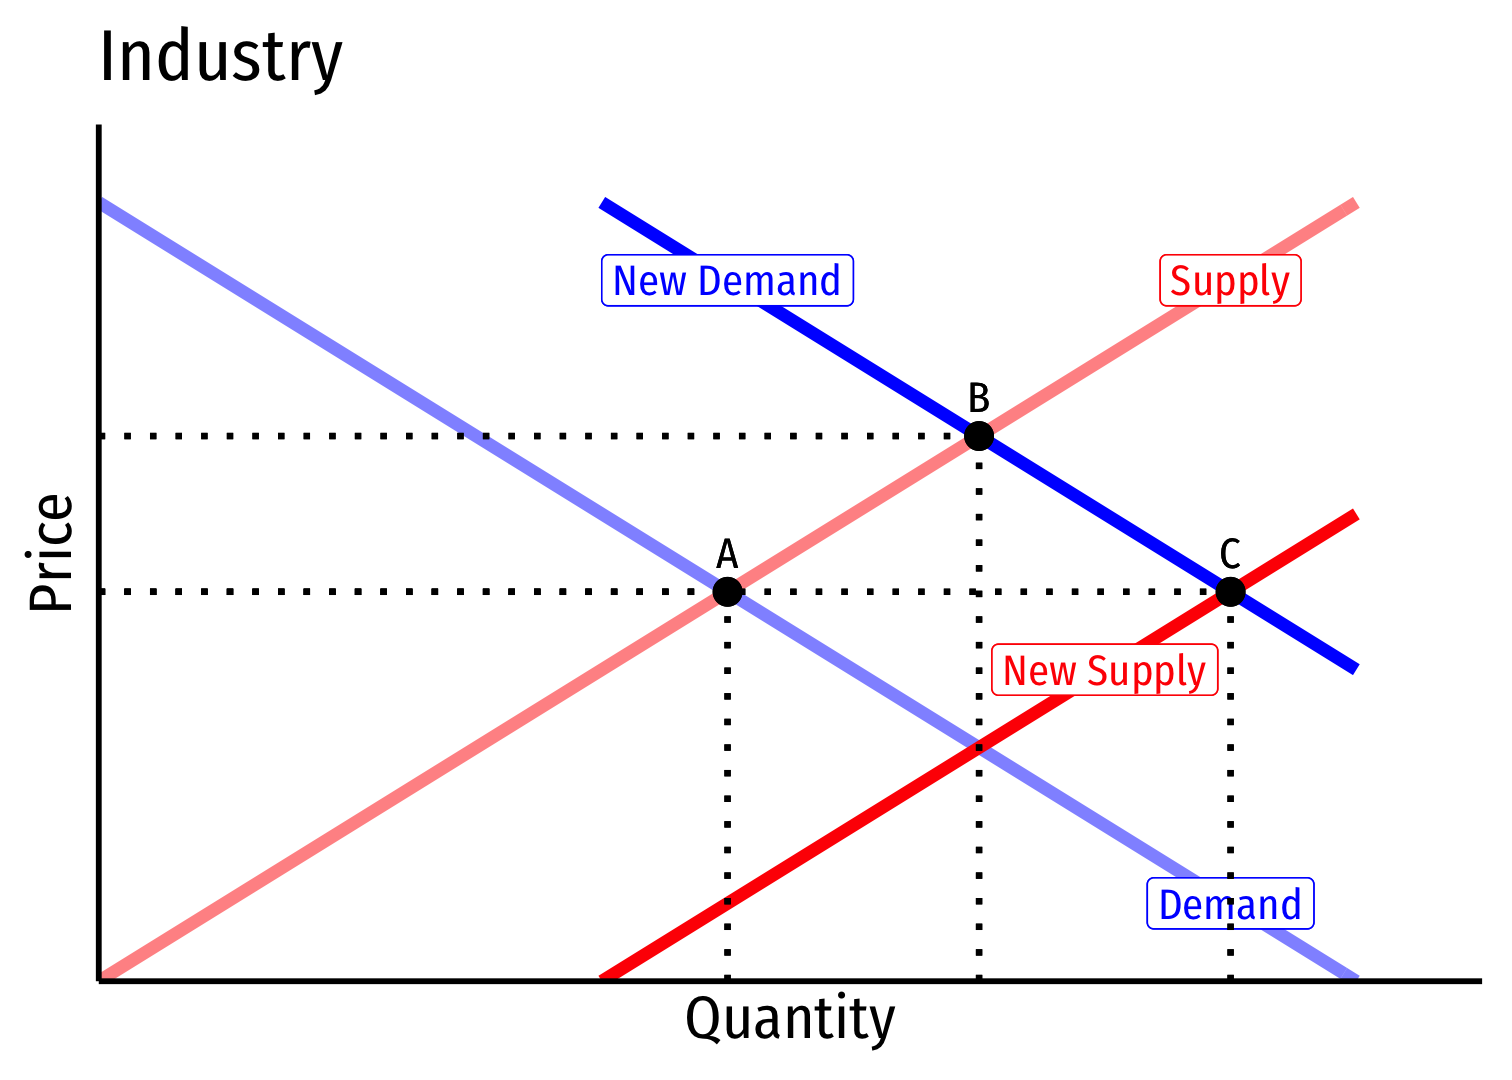 Industry
New Demand
Supply
B
A
C
Price
New Supply
Demand
Quantity